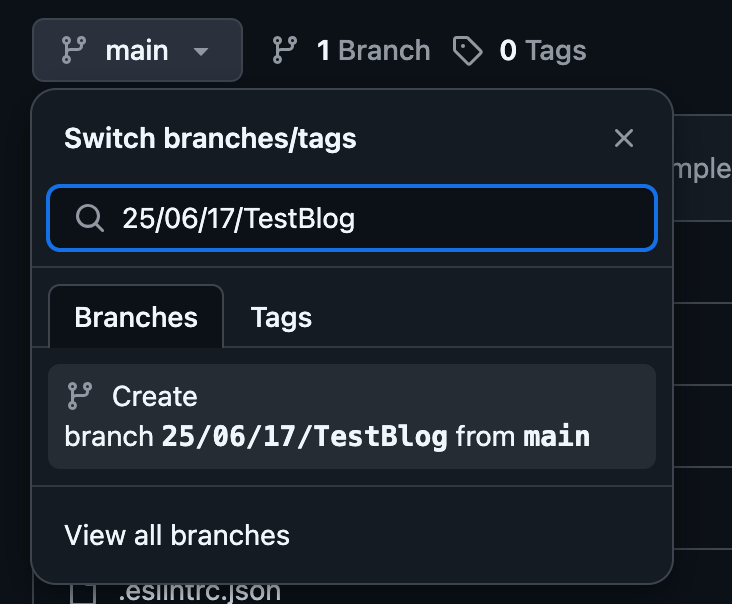 main 1 Branch 0 Tags
Switch branches/tags
mple
25/06/17/TestBlog
Branches Tags
Create
branch 25/06/17/TestBlog from main
View all branches
.eslintrc.json